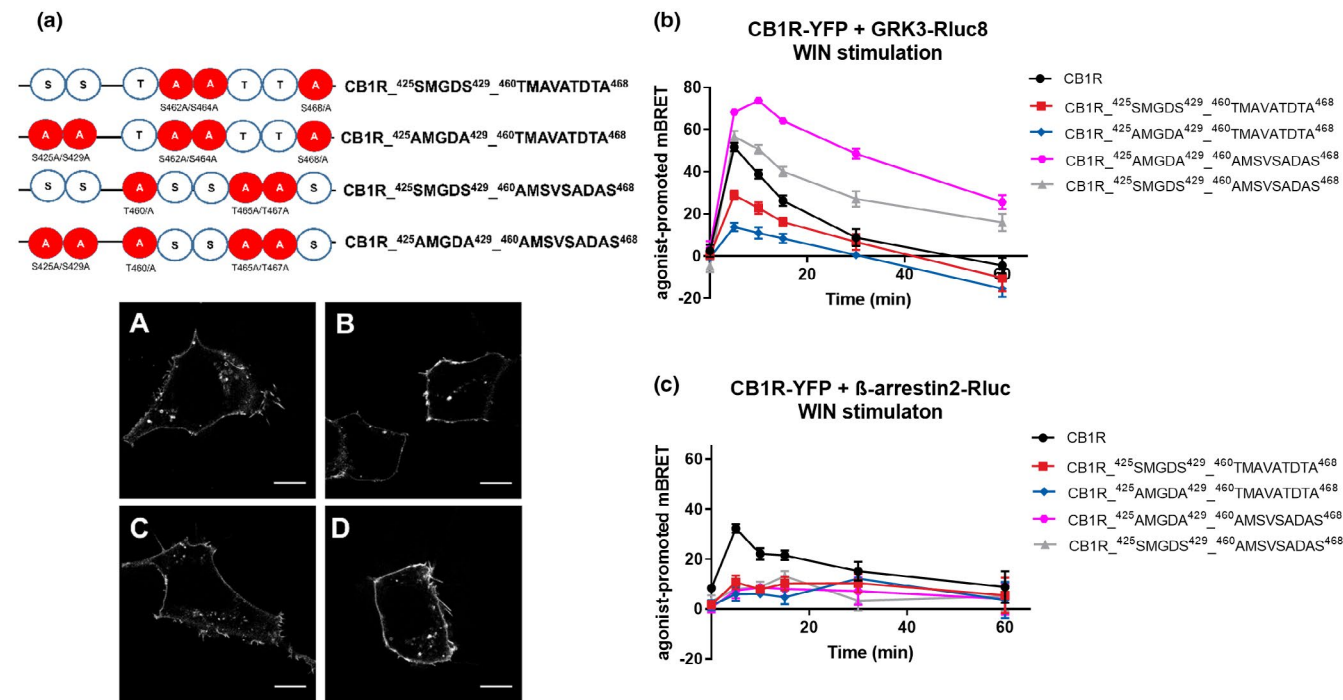 (a)
S S T A A T T A CB1R_⁴²⁵SMGDS⁴²⁹_⁴⁶⁰TMAVATDTA⁴⁶⁸
S462A/S464A S468/A
A A T A A T T A CB1R_⁴²⁵AMGDA⁴²⁹_⁴⁶⁰TMAVATDTA⁴⁶⁸
S425A/S429A S462A/S464A S468/A
S S A S S A A S CB1R_⁴²⁵SMGDS⁴²⁹_⁴⁶⁰AMSVSADAS⁴⁶⁸
T460/A T465A/T467A
A A A S S A A S CB1R_⁴²⁵AMGDA⁴²⁹_⁴⁶⁰AMSVSADAS⁴⁶⁸
S425A/S429A T460/A T465A/T467A
A B
C D
(b)
CB1R-YFP + GRK3-Rluc8
WIN stimulation
agonist-promoted mBRET
80
60
40
20
0
-20
20 40 60
Time (min)
CB1R
CB1R_⁴²⁵SMGDS⁴²⁹_⁴⁶⁰TMAVATDTA⁴⁶⁸
CB1R_⁴²⁵AMGDA⁴²⁹_⁴⁶⁰TMAVATDTA⁴⁶⁸
CB1R_⁴²⁵AMGDA⁴²⁹_⁴⁶⁰AMSVSADAS⁴⁶⁸
CB1R_⁴²⁵SMGDS⁴²⁹_⁴⁶⁰AMSVSADAS⁴⁶⁸
(c)
CB1R-YFP + ß-arrestin2-Rluc
WIN stimulaton
agonist-promoted mBRET
60
40
20
0
-20
20 40 60
Time (min)
CB1R
CB1R_⁴²⁵SMGDS⁴²⁹_⁴⁶⁰TMAVATDTA⁴⁶⁸
CB1R_⁴²⁵AMGDA⁴²⁹_⁴⁶⁰TMAVATDTA⁴⁶⁸
CB1R_⁴²⁵AMGDA⁴²⁹_⁴⁶⁰AMSVSADAS⁴⁶⁸
CB1R_⁴²⁵SMGDS⁴²⁹_⁴⁶⁰AMSVSADAS⁴⁶⁸